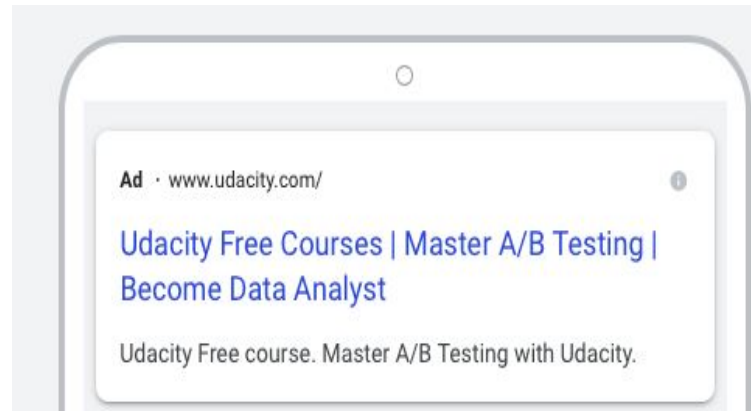 Ad · www.udacity.com/
Udacity Free Courses | Master A/B Testing |
Become Data Analyst
Udacity Free course. Master A/B Testing with Udacity.